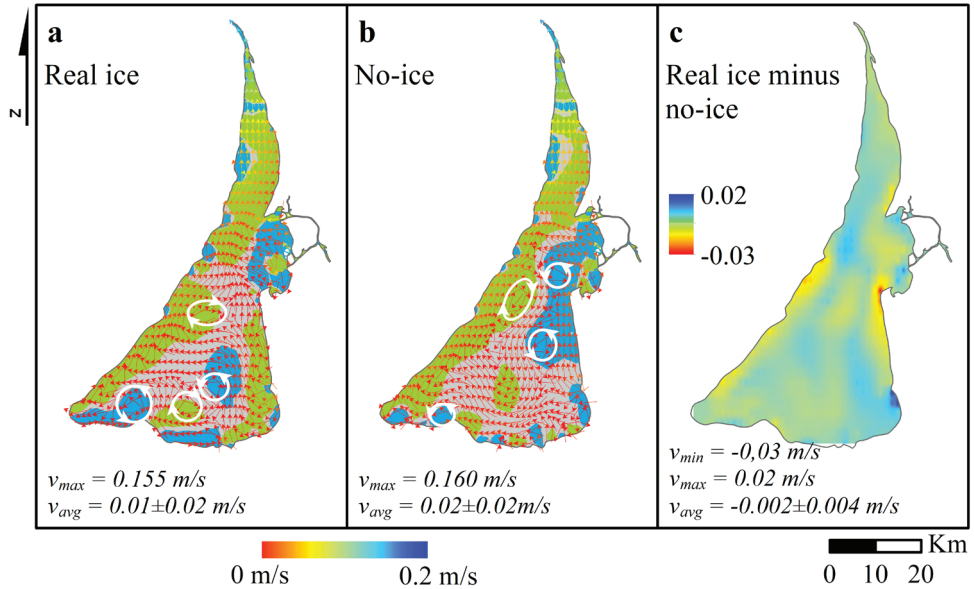 a
Real ice
b
No-ice
c
Real ice minus
no-ice
N
0.02
-0.03
vmax = 0.155 m/s
vavg = 0.01±0.02 m/s
vmax = 0.160 m/s
vavg = 0.02±0.02m/s
vmin = -0,03 m/s
vmax = 0.02 m/s
vavg = -0.002±0.004 m/s
0 m/s
0.2 m/s
Km
0 10 20